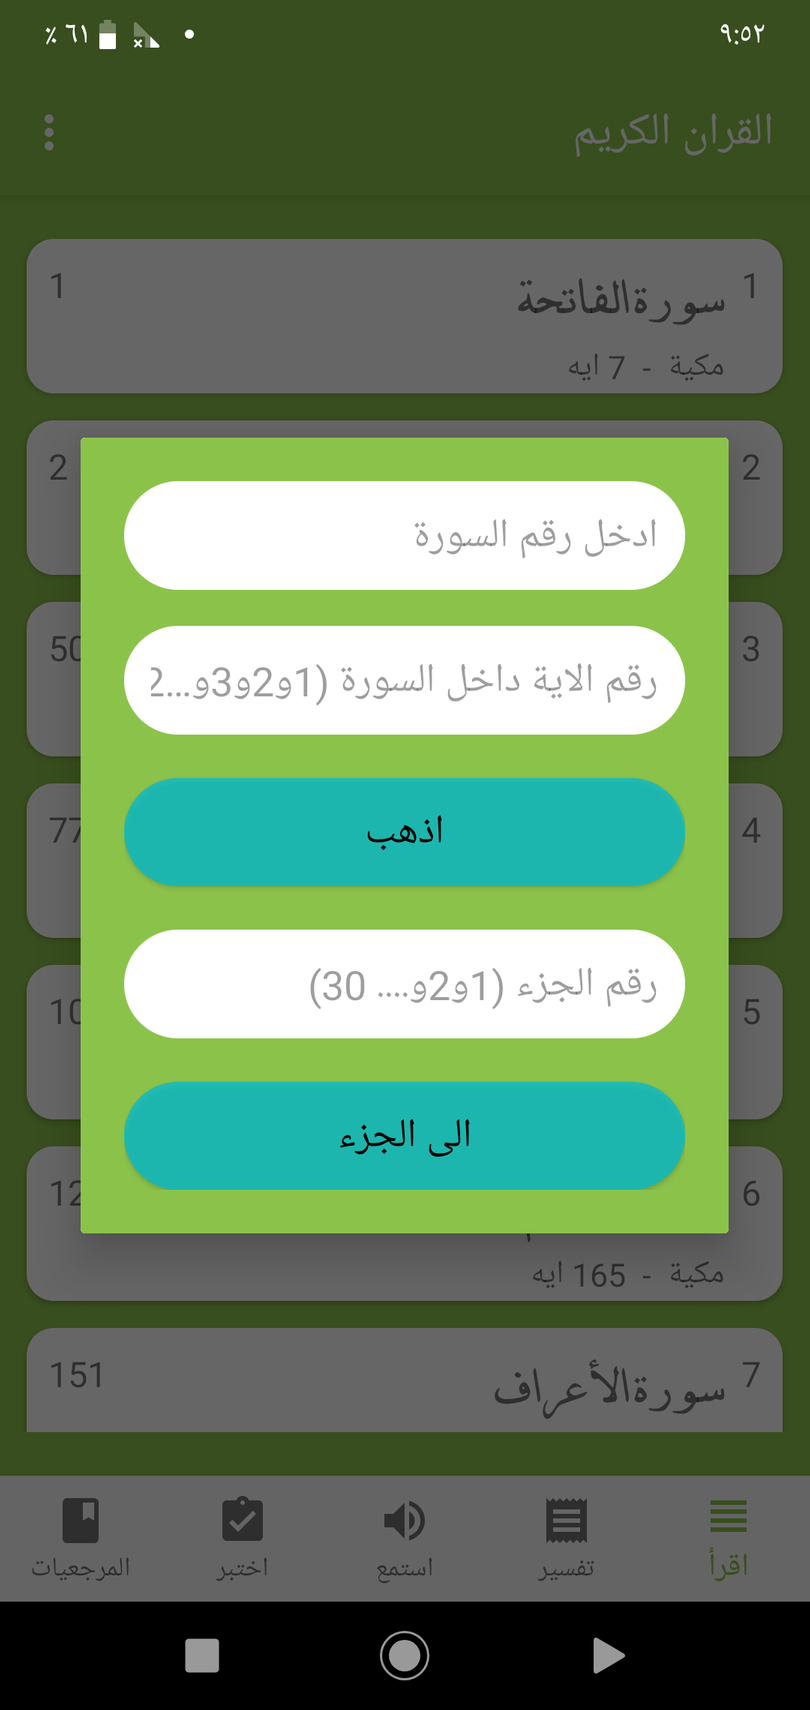 ٩:٥٢
٦١ ٪
القران الكريم
1
سورةالفاتحة
1
مكية - 7 ايه
2
2
3
50
4
77
5
10
6
12
مكية - 165 ايه
7
سورةالأعراف
151
ادخل رقم السورة
رقم الاية داخل السورة (1و2و3و...2
اذهب
رقم الجزء (1و2و.... 30)
الى الجزء
اقرأ
تفسير
استمع
اختبر
المرجعيات